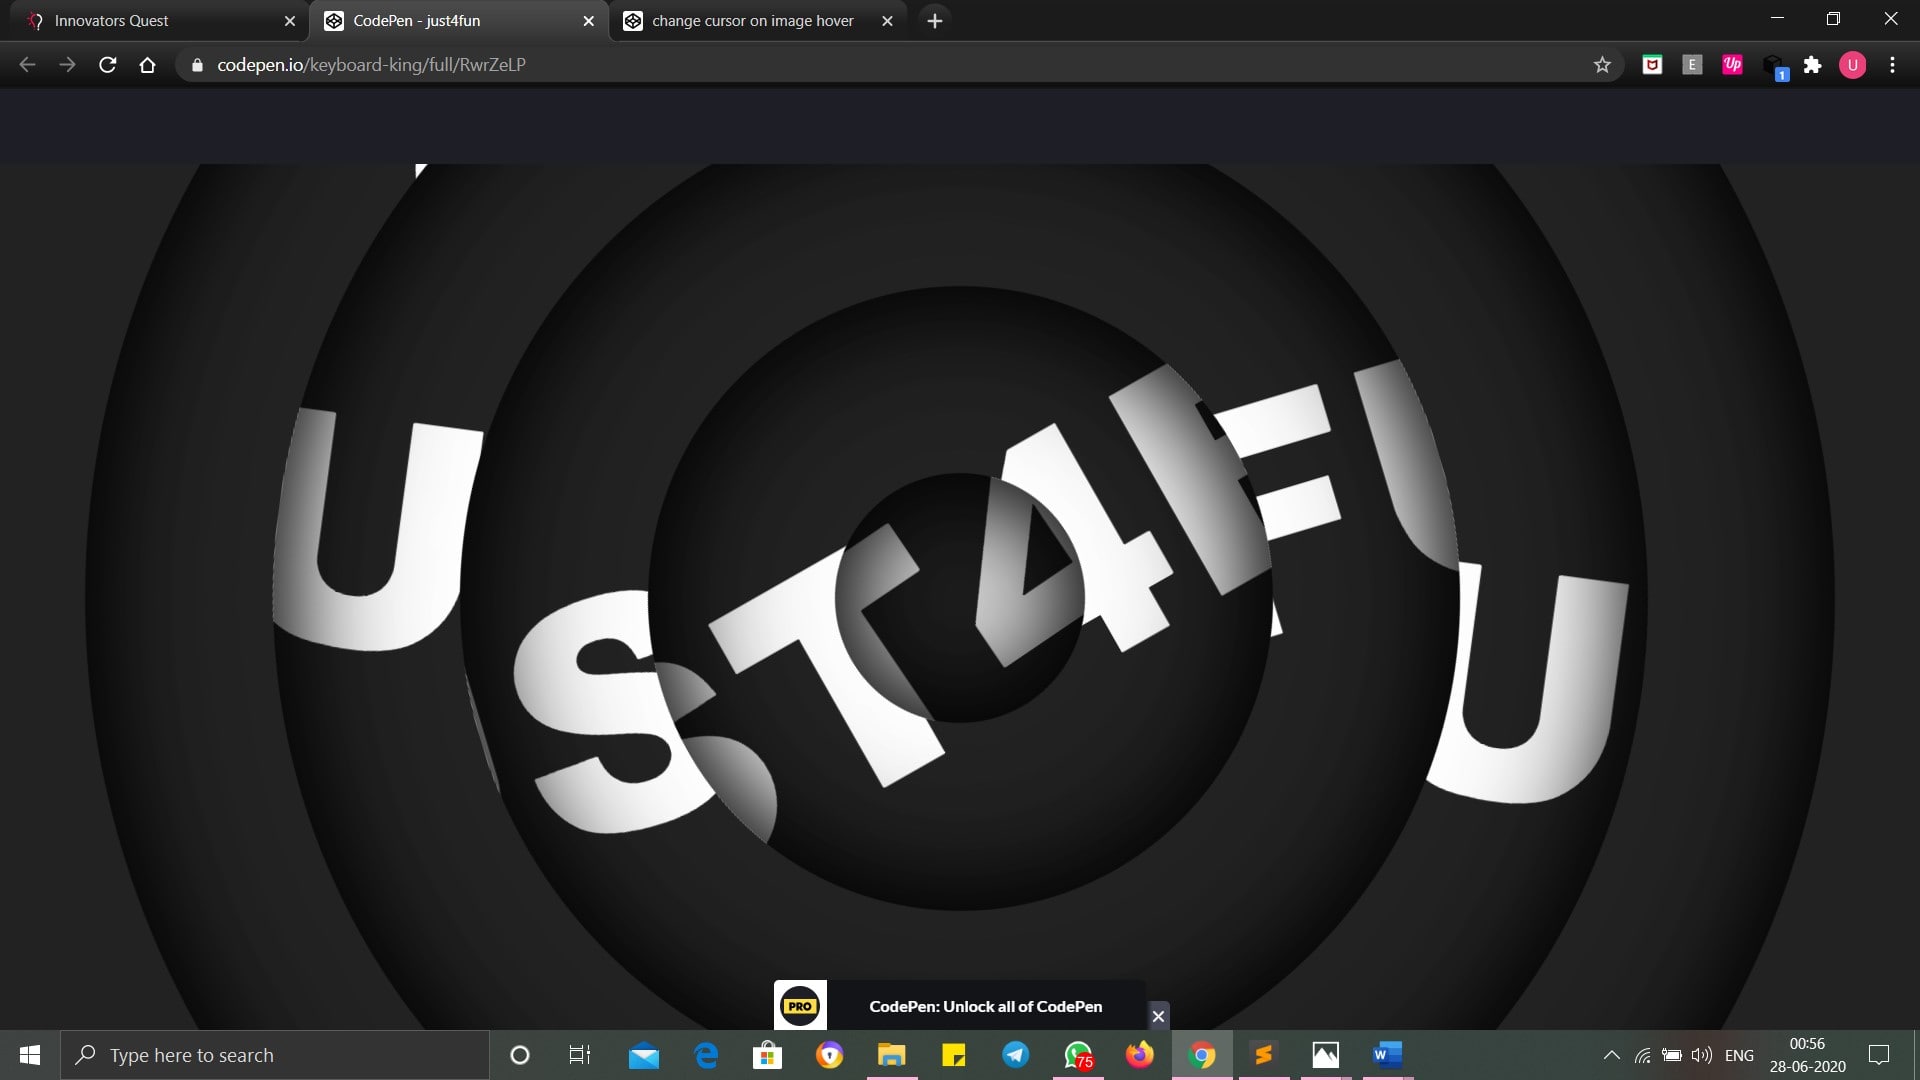 Innovators Quest
CodePen - just4fun
change cursor on image hover
codepen.io/keyboard-king/full/RwrZeLP
E
Up
1
U
U
ST4FU
U
PRO
CodePen: Unlock all of CodePen
Type here to search
75
W
ENG
00:56
28-06-2020